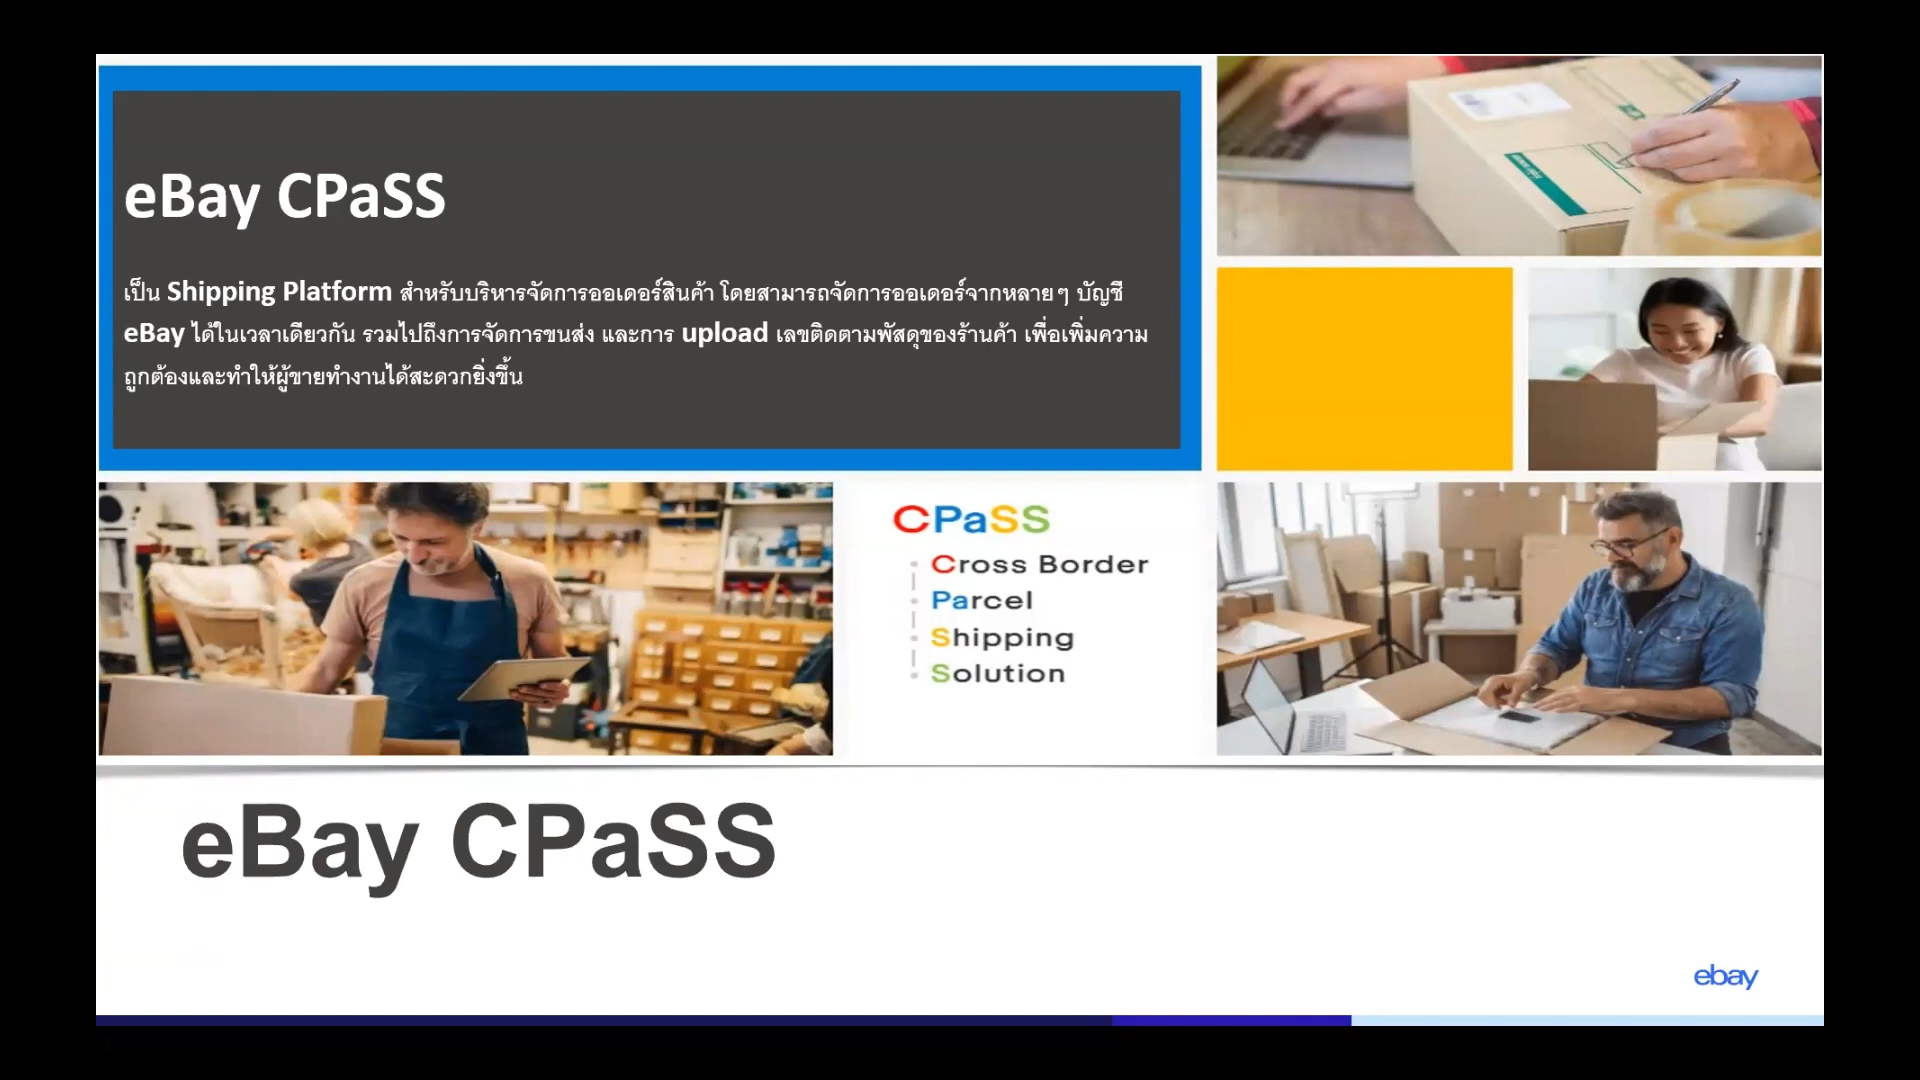 eBay CPaSS
เป็น Shipping Platform สำหรับบริหารจัดการออเดอร์สินค้า โดยสามารถจัดการออเดอร์จากหลายๆ บัญชี
eBay ได้ในเวลาเดียวกัน รวมไปถึงการจัดการขนส่ง และการ upload เลขติดตามพัสดุของร้านค้า เพื่อเพิ่มความ
ถูกต้องและทำให้ผู้ขายทำงานได้สะดวกยิ่งขึ้น
CPaSS
Cross Border
Parcel
Shipping
Solution
eBay CPaSS
ebay